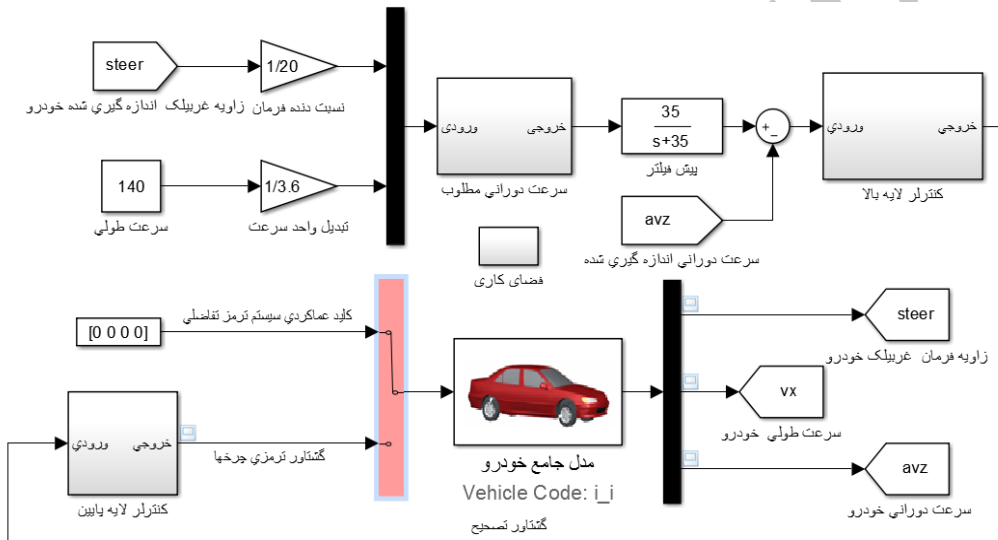 steer
1/20
زاويه غربيلک اندازه گيري شده خودرو
نسبت دنده فرمان
140
1/3.6
سرعت طولي
تبديل واحد سرعت
ورودی
خروجی
سرعت دوراني مطلوب
35
s+35
پيش فيلتر
+
−
ورودي
خروجي
کنترلر لايه بالا
avz
سرعت دوراني اندازه گيري شده
فضای کاری
[0 0 0 0]
کليد عماکردي سيستم ترمز تفاضلي
ورودي
خروجي
کنترلر لايه پايين
گشتاور ترمزي چرخها
مدل جامع خودرو
Vehicle Code: i_i
گشتاور تصحيح
steer
زاويه فرمان غربيلک خودرو
vx
سرعت طولي خودرو
avz
سرعت دوراني خودرو